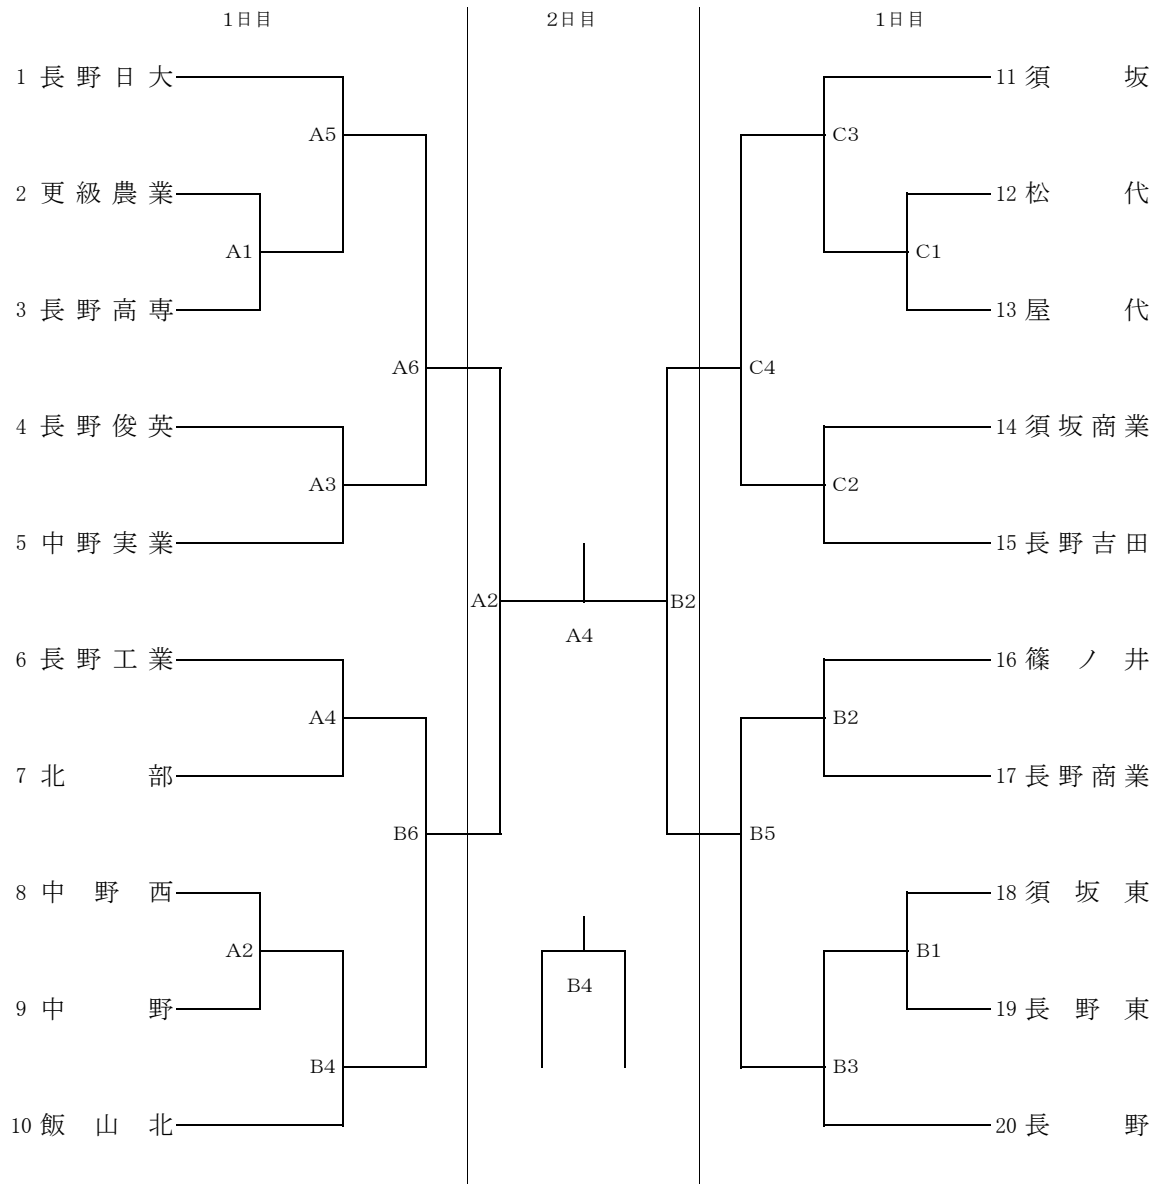 1日目 2日目 1日目
1 長野日大 11 須坂
A5 C3
2 更級農業 12 松代
A1 C1
3 長野高専 13 屋代
A6 C4
4 長野俊英 14 須坂商業
A3 C2
5 中野実業 15 長野吉田
A2 B2
A4
6 長野工業 16 篠ノ井
A4 B2
7 北部 17 長野商業
B6 B5
8 中野西 18 須坂東
A2 B1
B4
9 中野 19 長野東
B4 B3
10 飯山北 20 長野